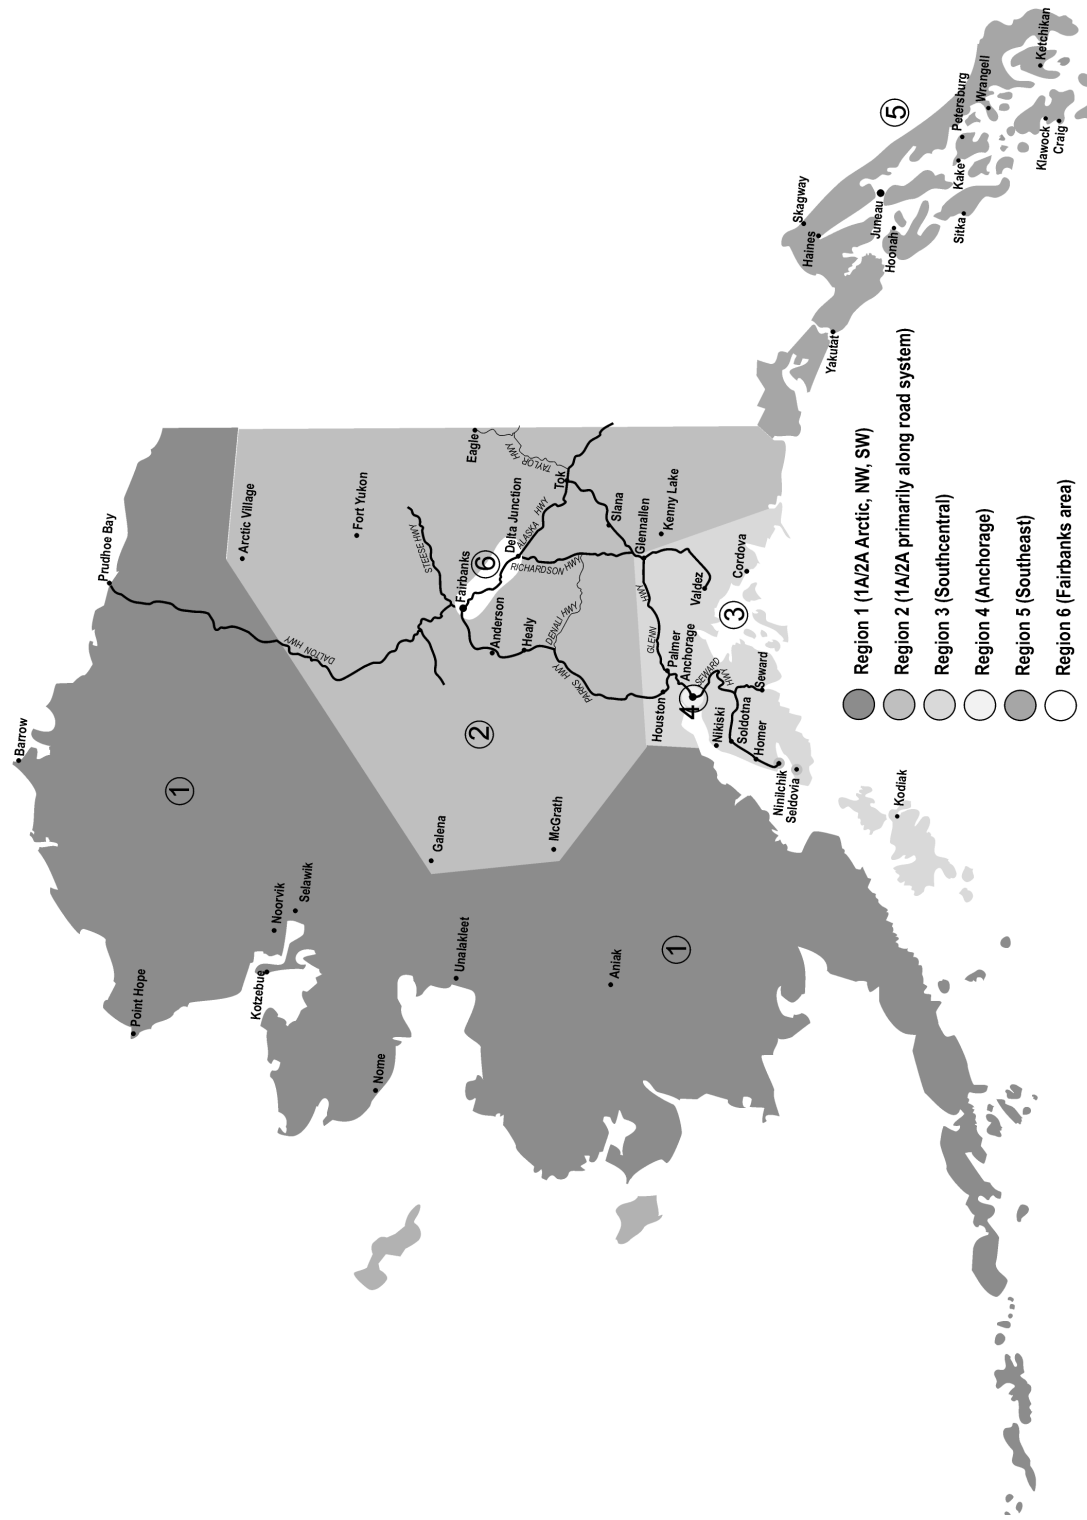 Barrow
Prudhoe Bay
Point Hope
Noorvik
Selawik
Kotzebue
Nome
Unalakleet
Galena
McGrath
Aniak
1
1
2
Arctic Village
Fort Yukon
DALTON HWY
STEESE HWY
Eagle
TAYLOR
HWY
Fairbanks
6
Delta Junction
ALASKA HWY
Tok
Anderson
Healy
DENALI HWY
RICHARDSON HWY
PARKS HWY
Slana
Glennallen
Kenny Lake
GLENN
HWY
Valdez
Cordova
3
Palmer
Anchorage
Houston
4
SEWARD
HWY
Seward
Nikiski
Soldotna
Homer
Ninilchik
Seldovia
Kodiak
Yakutat
Skagway
Haines
Juneau
Hoonah
5
Sitka
Kake
Petersburg
Wrangell
Ketchikan
Klawock
Craig
Region 1 (1A/2A Arctic, NW, SW)
Region 2 (1A/2A primarily along road system)
Region 3 (Southcentral)
Region 4 (Anchorage)
Region 5 (Southeast)
Region 6 (Fairbanks area)